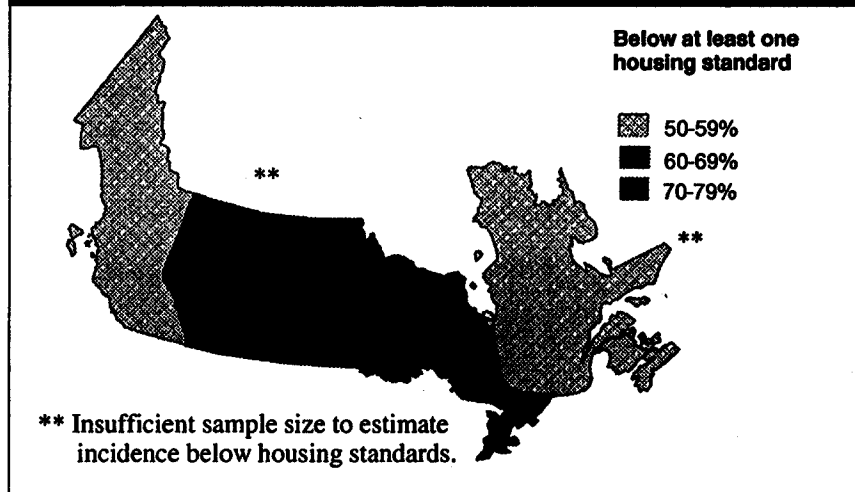 Below at least one
housing standard
50-59%
60-69%
70-79%
**
**
** Insufficient sample size to estimate
incidence below housing standards.